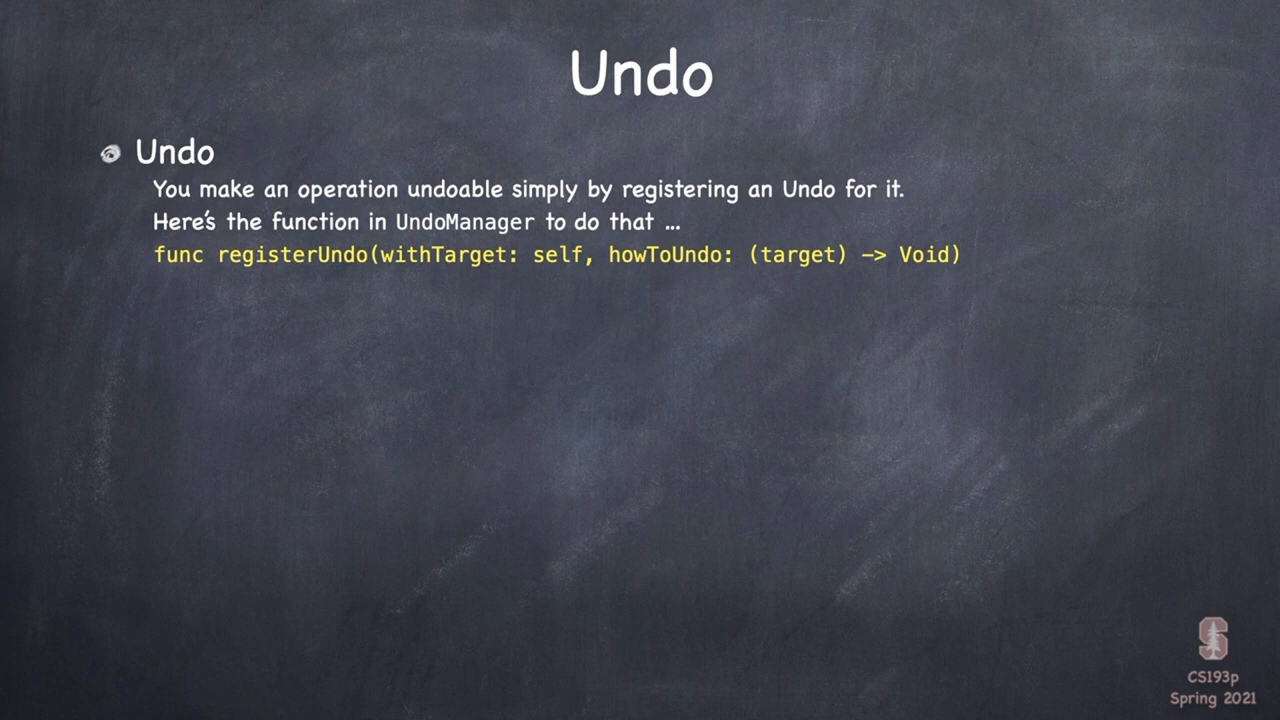 Undo
Undo
You make an operation undoable simply by registering an Undo for it.
Here's the function in UndoManager to do that …
func registerUndo(withTarget: self, howToUndo: (target) -> Void)
S
CS193p
Spring 2021